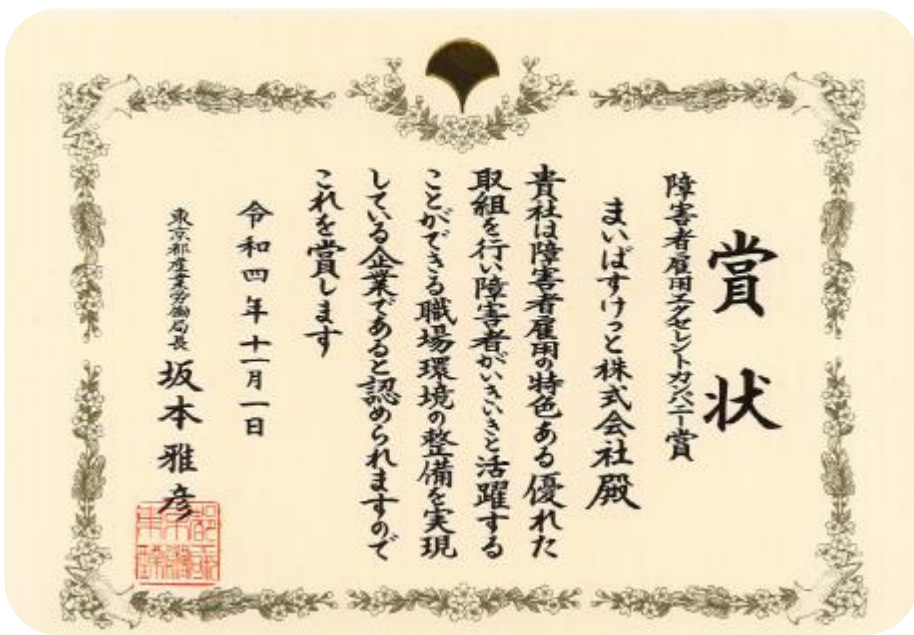 賞状
障害者雇用エクセレントカンパニー賞
まいばすけっと株式会社殿
貴社は障害者雇用の特色ある優れた
取組を行い障害者がいきいきと活躍する
ことができる職場環境の整備を実現
している企業であると認められますので
これを賞します
令和四年十一月一日
東京都産業労働局長 坂本雅彦